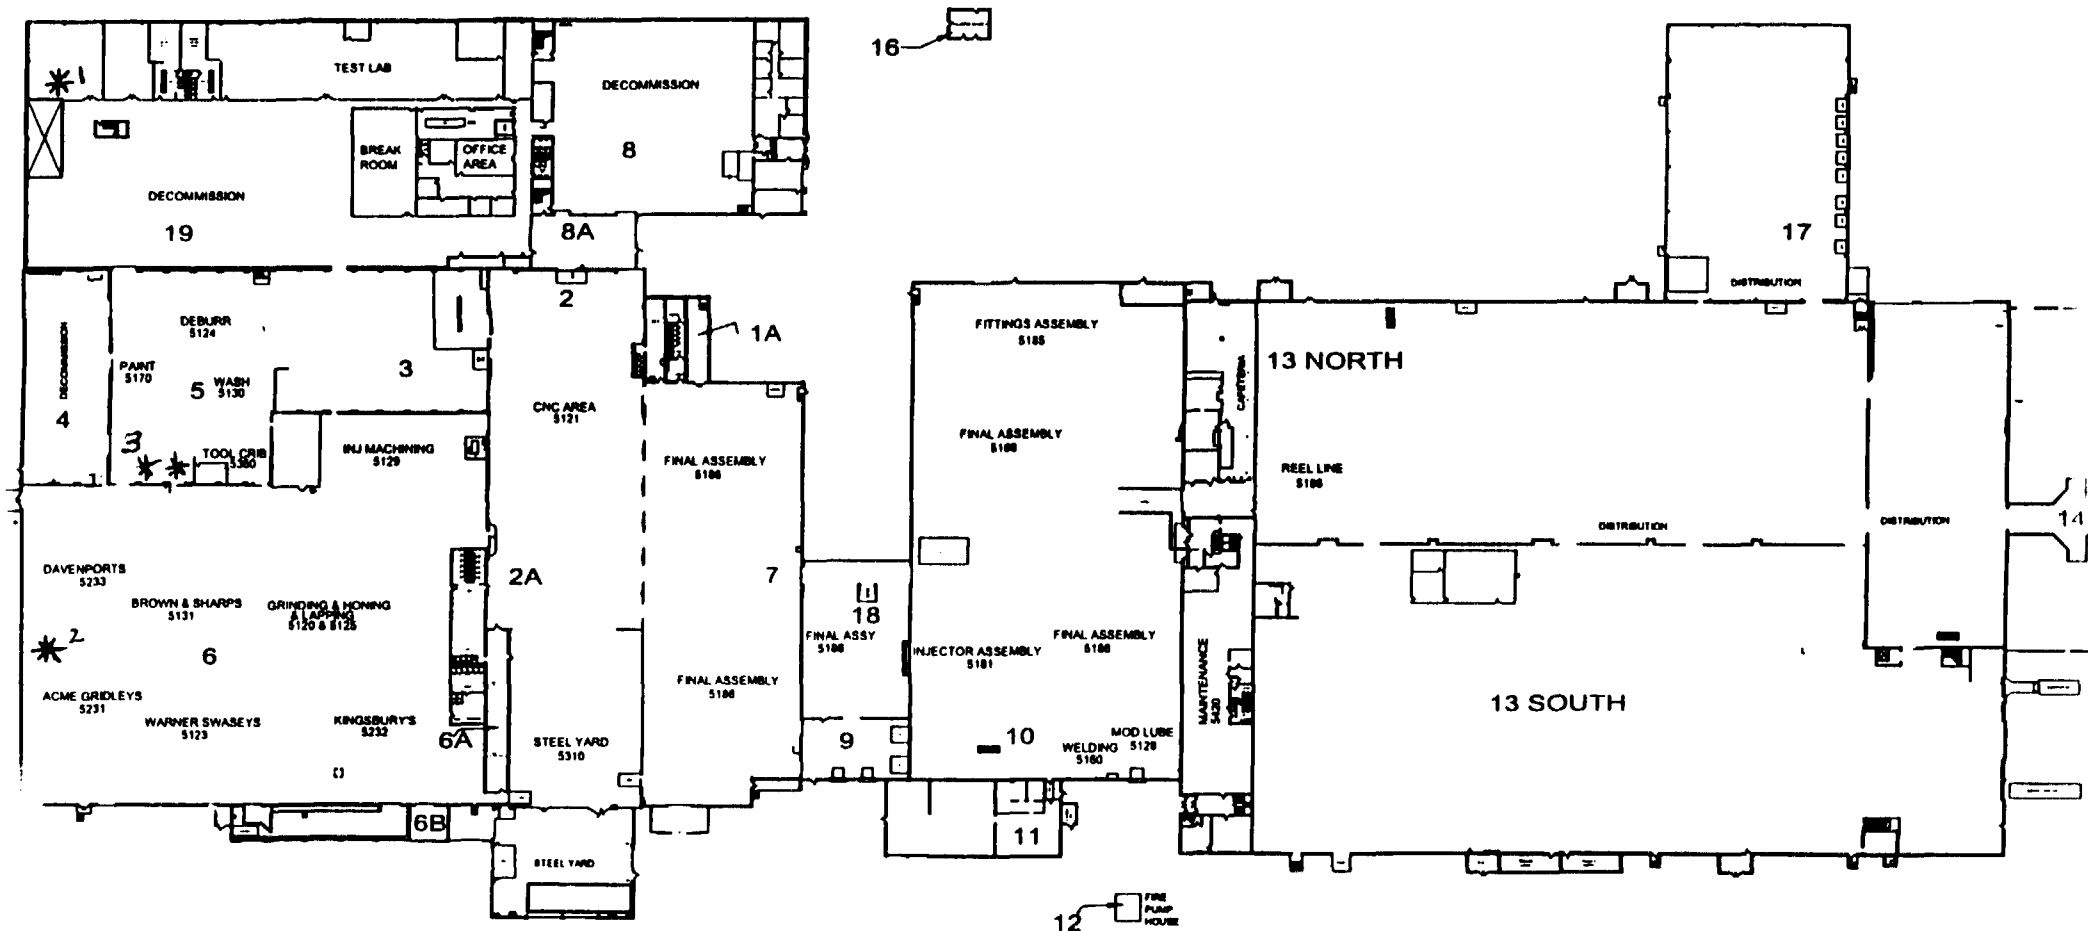 16
1
TEST LAB
DECOMMISSION
BREAK
ROOM
OFFICE
AREA
8
DECOMMISSION
19
8A
17
DISTRIBUTION
2
1A
DEBURR
5124
FITTINGS ASSEMBLY
5185
DECOMMISSION
PAINT
5170
3
13 NORTH
5
WASH
5130
CAFETERIA
4
CNC AREA
5121
3
TOOL CRIB
5380
INJ MACHINING
5129
FINAL ASSEMBLY
5186
FINAL ASSEMBLY
5186
REEL LINE
5186
DISTRIBUTION
DISTRIBUTION
14
DAVENPORTS
5233
2A
7
BROWN & SHARPS
5131
GRINDING & HONING
& LAPPING
5120 & 5125
18
2
6
FINAL ASSY
5186
INJECTOR ASSEMBLY
5181
FINAL ASSEMBLY
5186
ACME GRIDLEYS
5231
FINAL ASSEMBLY
5186
MAINTENANCE
5420
13 SOUTH
WARNER SWASEYS
5123
KINGSBURY'S
5232
6A
STEEL YARD
5310
9
10
MOD LUBE
5128
WELDING
5160
6B
11
STEEL YARD
12
FIRE
PUMP
HOUSE